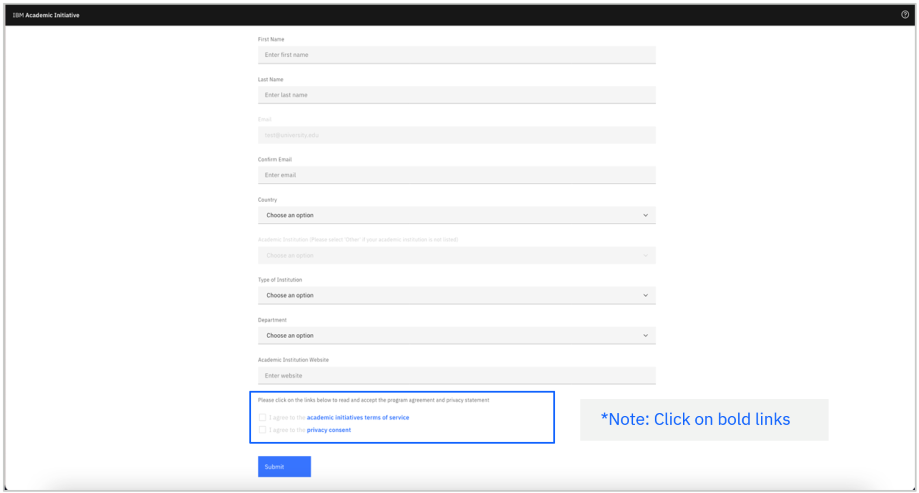 IBM Academic Initiative
First Name
Enter first name
Last Name
Enter last name
Email
test@university.edu
Confirm Email
Enter email
Country
Choose an option
Academic Institution (Please select 'Other' if your academic institution is not listed)
Choose an option
Type of Institution
Choose an option
Department
Choose an option
Academic Institution Website
Enter website
Please click on the links below to read and accept the program agreement and privacy statement
I agree to the academic initiatives terms of service
I agree to the privacy consent
*Note: Click on bold links
Submit